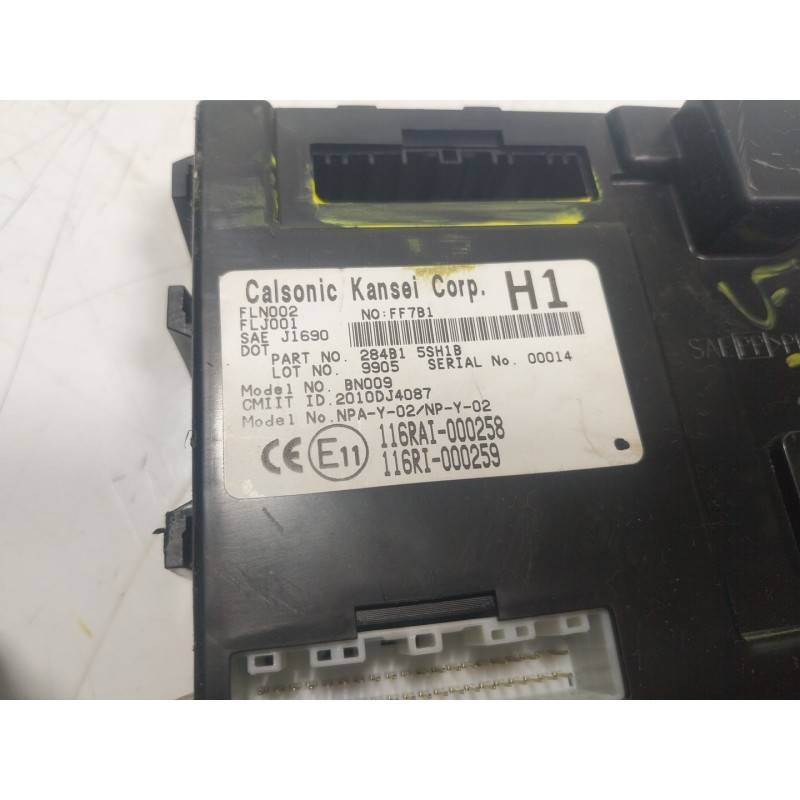 Calsonic Kansei Corp. H1
FLN002 NO:FF7B1
FLJ001
SAE J1690
DOT PART NO. 284B1 5SH1B
LOT NO. 9905 SERIAL No. 00014
Model No. BN009
CMIIT ID.2010DJ4087
Model No.NPA-Y-02/NP-Y-02
CE E11 116RAI-000258
116RI-000259